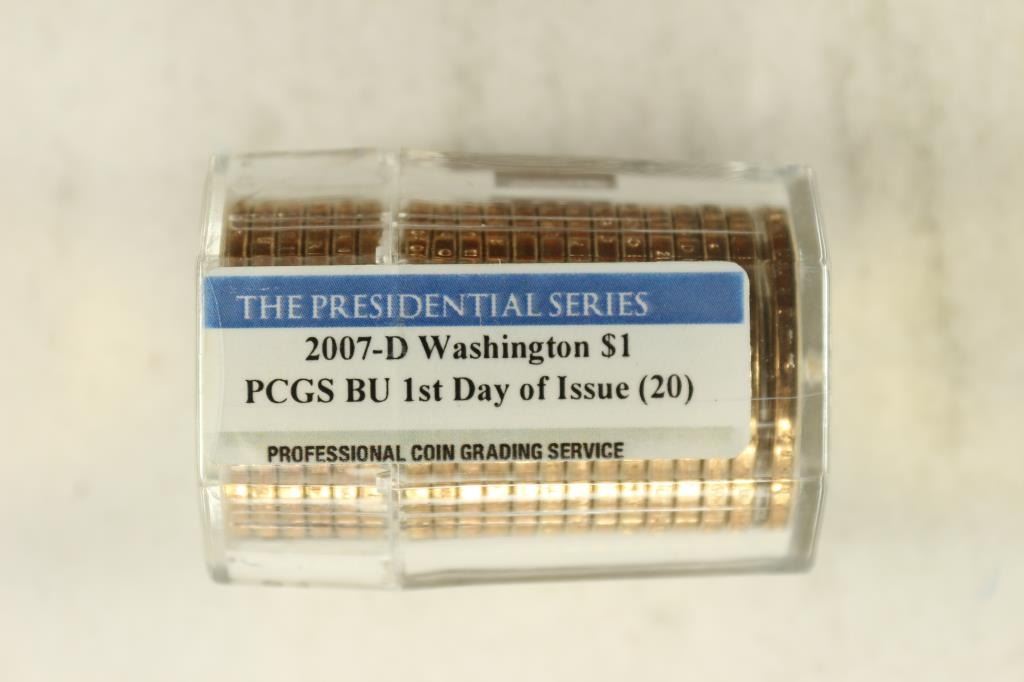 THE PRESIDENTIAL SERIES
2007-D Washington $1
PCGS BU 1st Day of Issue (20)
PROFESSIONAL COIN GRADING SERVICE